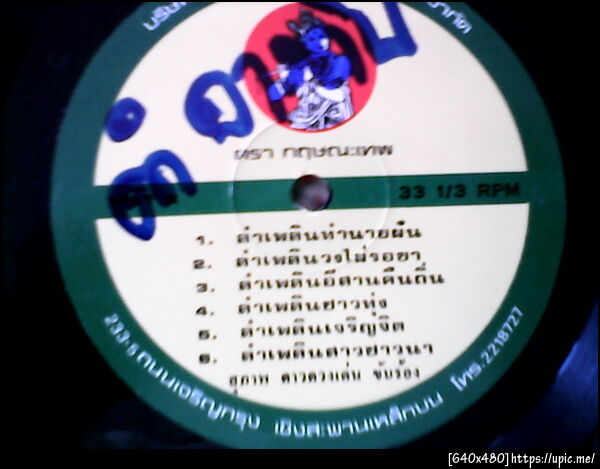 ตรา กฤษณะเทพ
33 1/3 RPM
1. ลำเพลินทำนายฝัน
2. ลำเพลินวงไผ่รอยา
3. ลำเพลินอีสานคืนถิ่น
4. ลำเพลินสาวทุ่ง
5. ลำเพลินเจริญจิต
6. ลำเพลินสาวชาวนา
สุภาพ ดาวดวงเด่น ขับร้อง
233-5 ถนนเจริญกรุง เชิงสะพานเหล็กบน โทร.2218727
[640x480]https://upic.me/